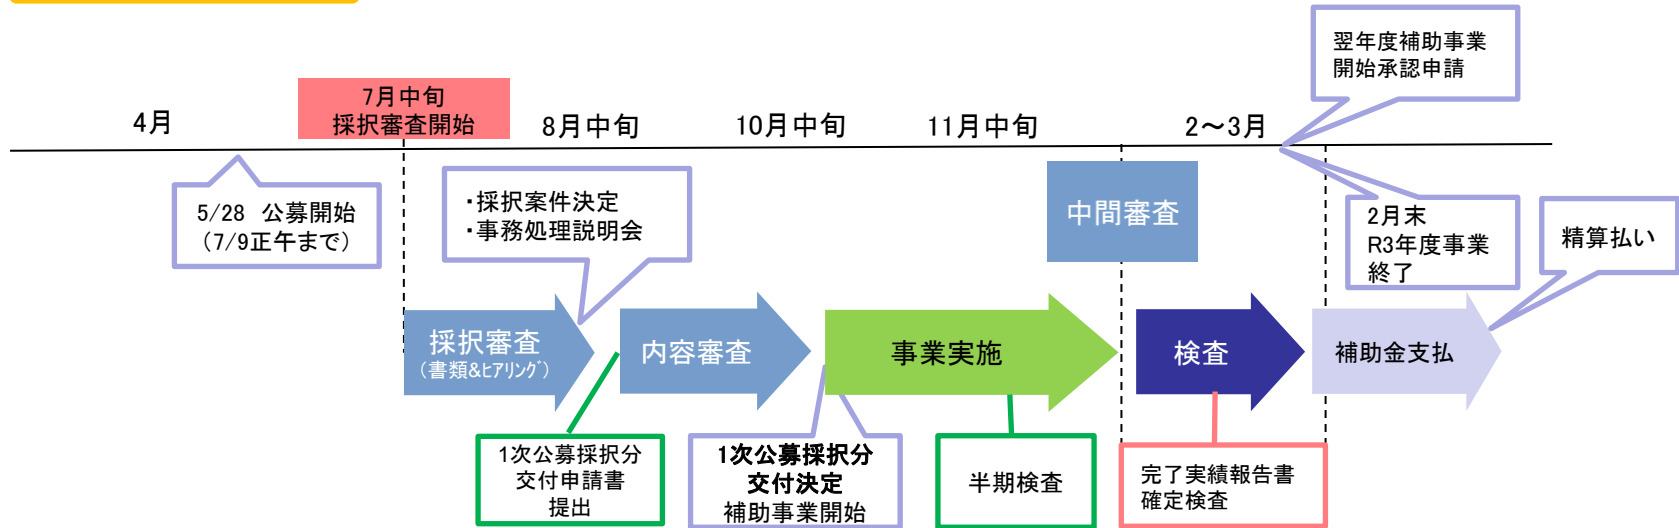 翌年度補助事業
開始承認申請
7月中旬
採択審査開始
4月
8月中旬
10月中旬
11月中旬
2～3月
5/28 公募開始
(7/9正午まで)
・採択案件決定
・事務処理説明会
中間審査
2月末
R3年度事業
終了
精算払い
採択審査
(書類&ﾋｱﾘﾝｸﾞ)
内容審査
事業実施
検査
補助金支払
1次公募採択分
交付申請書
提出
1次公募採択分
交付決定
補助事業開始
半期検査
完了実績報告書
確定検査